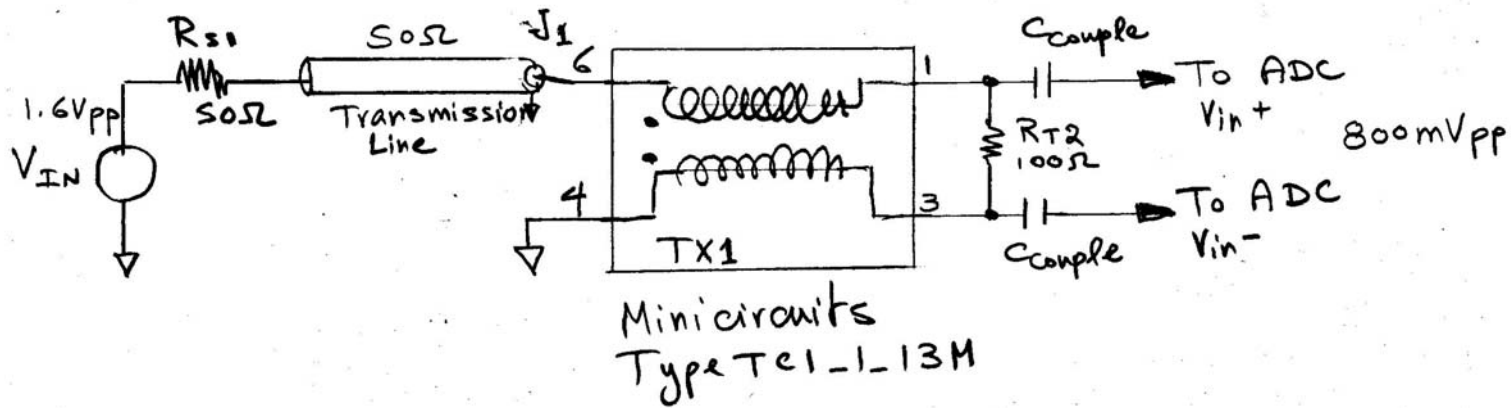 RS1
50Ω
50Ω
Transmission
Line
J1
6
1
4
3
1.6Vpp
VIN
TX1
Minicircuits
Type TC1_1_13M
Ccouple
To ADC
Vin+
RT2
100Ω
800mVpp
To ADC
Vin-
Ccouple